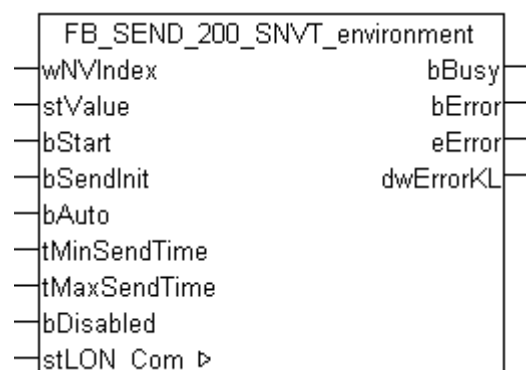 FB_SEND_200_SNVT_environment
wNVIndex bBusy
stValue bError
bStart eError
bSendInit dwErrorKL
bAuto
tMinSendTime
tMaxSendTime
bDisabled
stLON_Com ▷